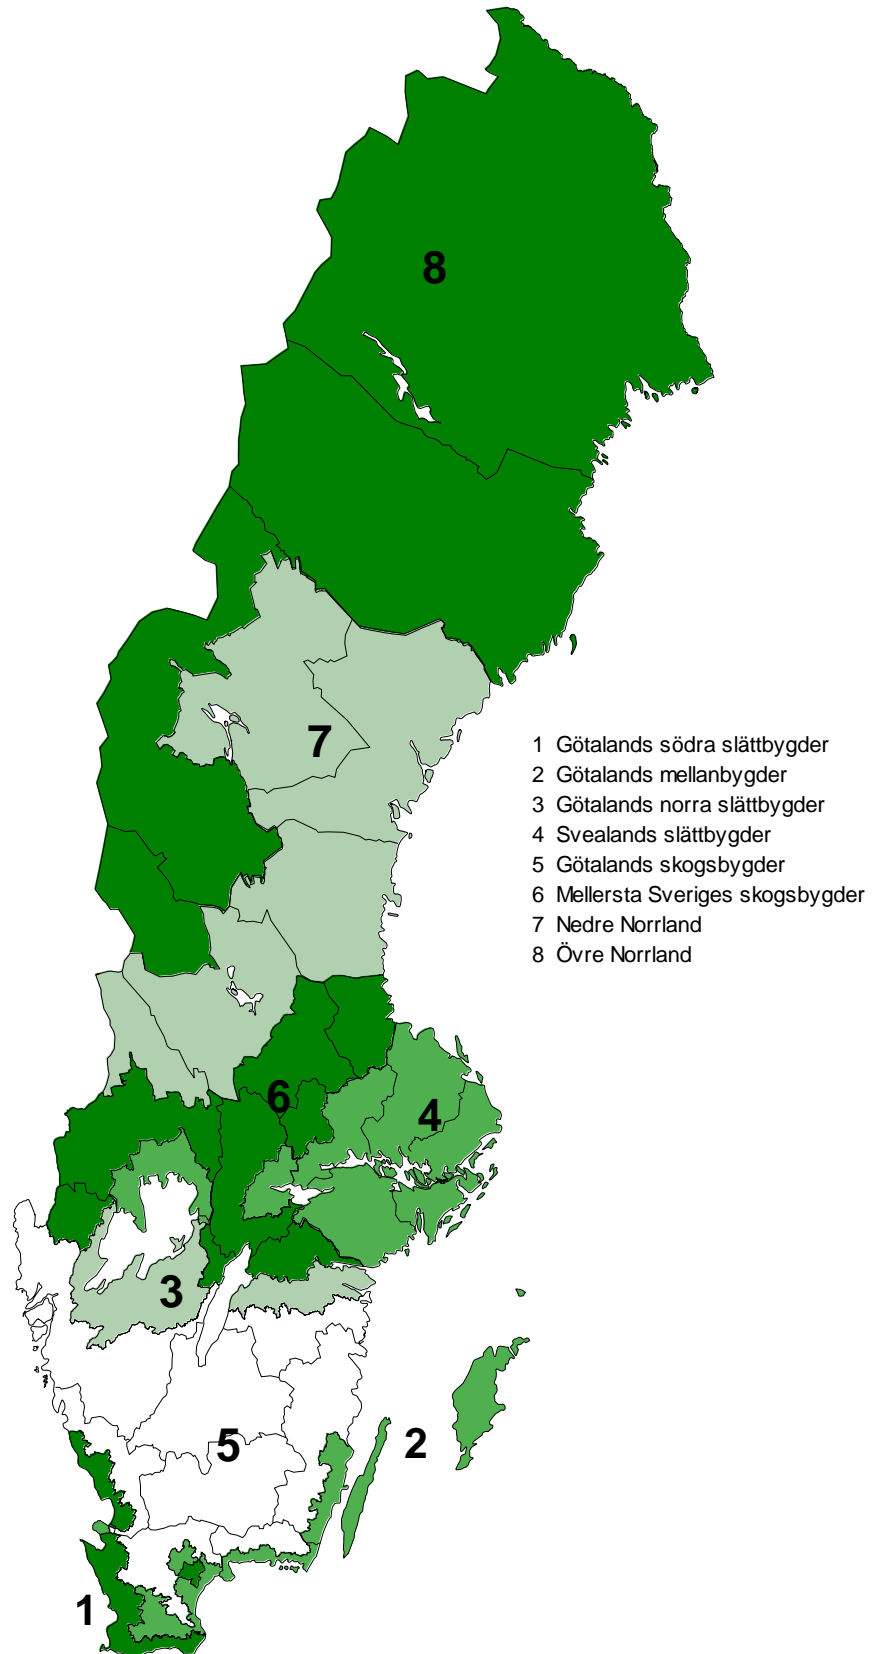 8
7
1 Götalands södra slättbygder
2 Götalands mellanbygder
3 Götalands norra slättbygder
4 Svealands slättbygder
5 Götalands skogsbygder
6 Mellersta Sveriges skogsbygder
7 Nedre Norrland
8 Övre Norrland
6
4
3
5
2
1